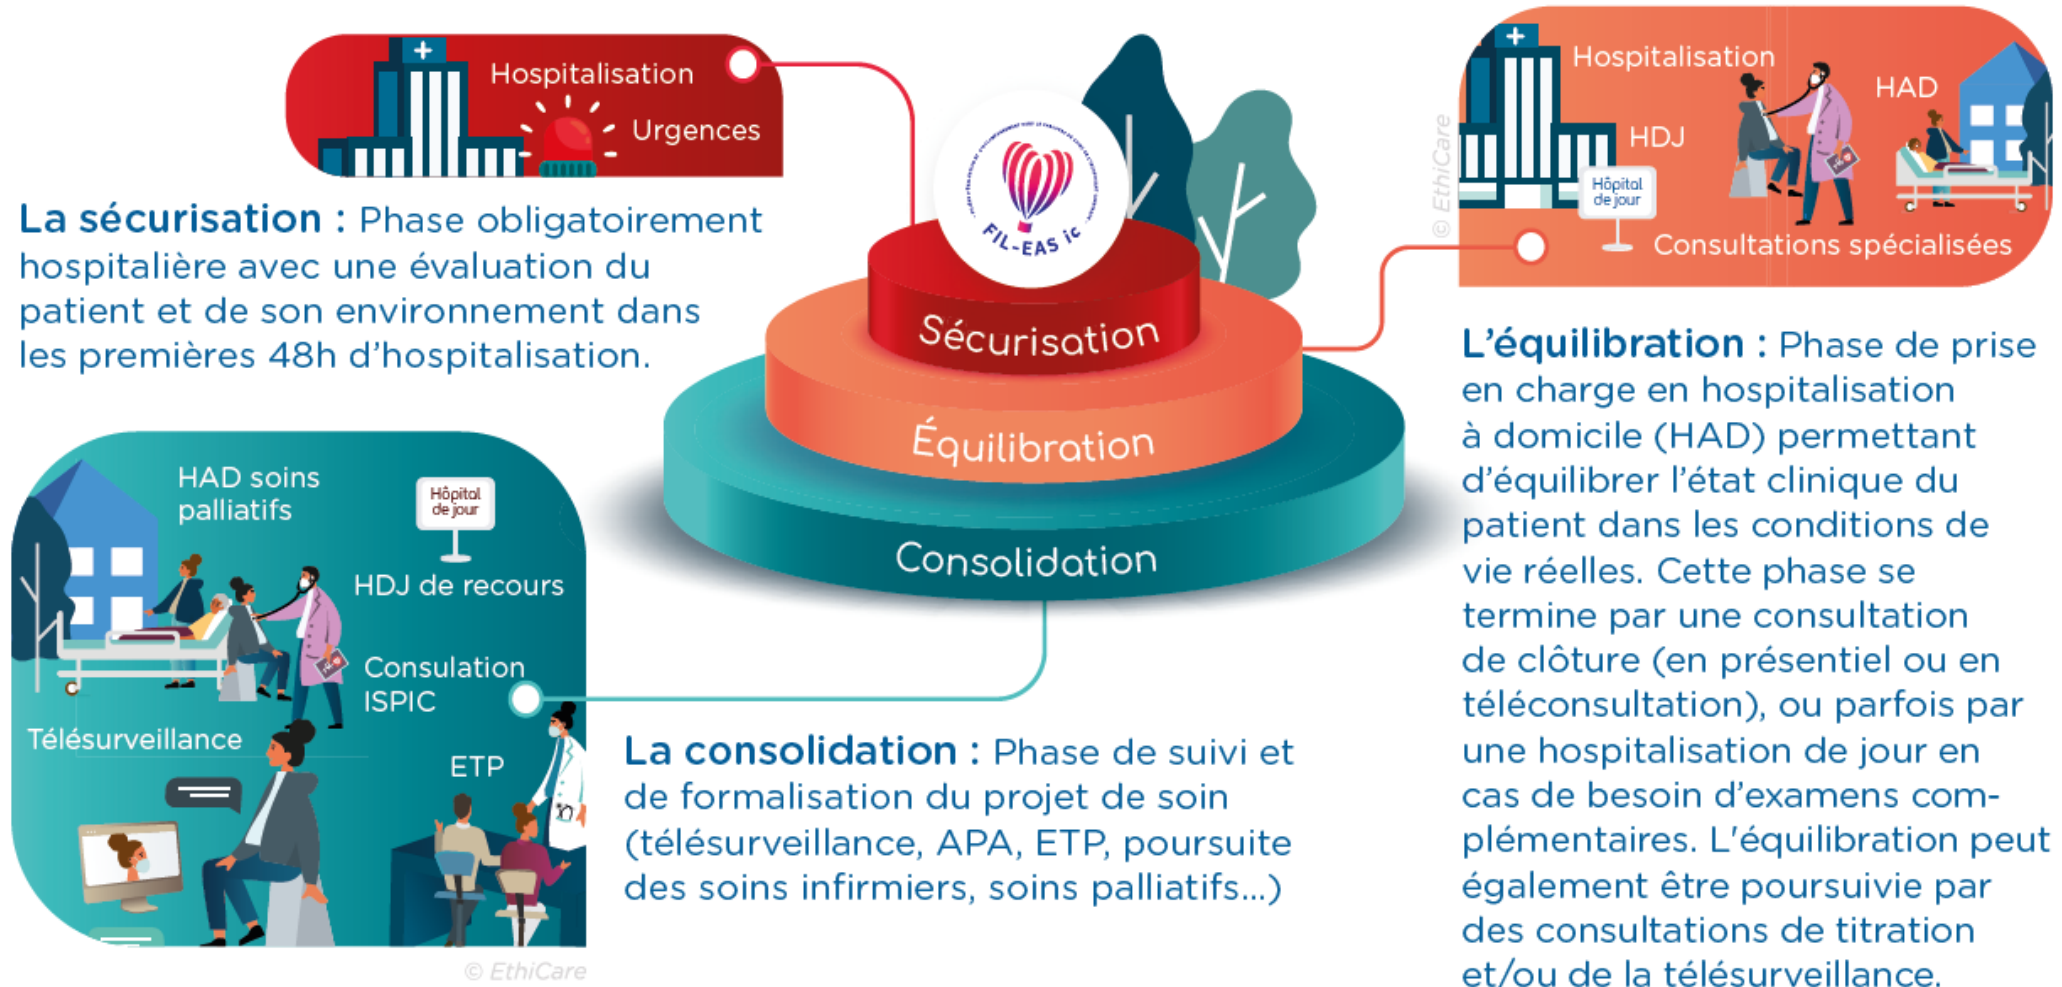 Hospitalisation
Urgences
La sécurisation : Phase obligatoirement
hospitalière avec une évaluation du
patient et de son environnement dans
les premières 48h d’hospitalisation.
FIL-EAS ic
Sécurisation
Équilibration
Consolidation
© EthiCare
Hospitalisation
HAD
HDJ
Hôpital
de jour
Consultations spécialisées
L’équilibration : Phase de prise
en charge en hospitalisation
à domicile (HAD) permettant
d’équilibrer l’état clinique du
patient dans les conditions de
vie réelles. Cette phase se
termine par une consultation
de clôture (en présentiel ou en
téléconsultation), ou parfois par
une hospitalisation de jour en
cas de besoin d’examens com-
plémentaires. L'équilibration peut
également être poursuivie par
des consultations de titration
et/ou de la télésurveillance.
HAD soins
palliatifs
Hôpital
de jour
HDJ de recours
Consulation
ISPIC
Télésurveillance
ETP
© EthiCare
La consolidation : Phase de suivi et
de formalisation du projet de soin
(télésurveillance, APA, ETP, poursuite
des soins infirmiers, soins palliatifs...)